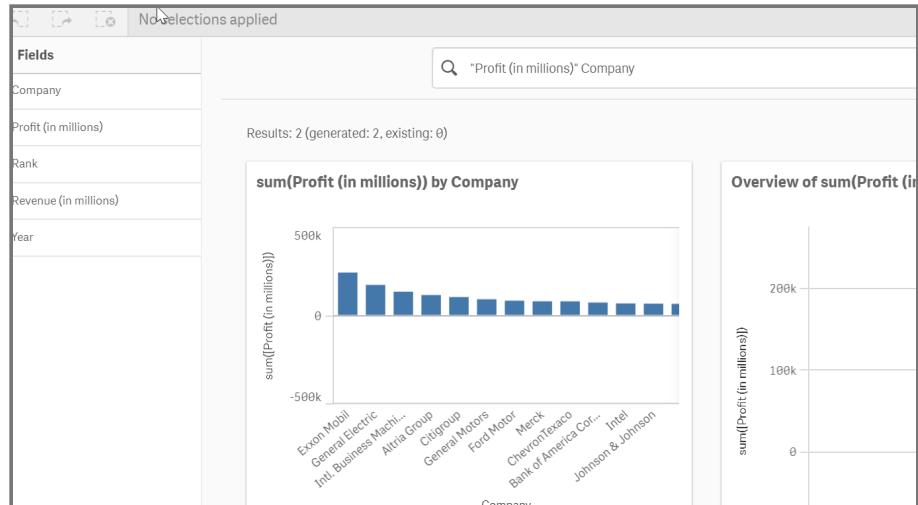 No selections applied
Fields
"Profit (in millions)" Company
Company
Profit (in millions)
Rank
Revenue (in millions)
Year
Results: 2 (generated: 2, existing: 0)
sum(Profit (in millions)) by Company
sum([Profit (in millions)])
500k
0
-500k
Exxon Mobil
General Electric
Intl. Business Machi...
Altria Group
Citigroup
General Motors
Ford Motor
Merck
ChevronTexaco
Bank of America Cor...
Intel
Johnson & Johnson
Company
Overview of sum(Profit (in
sum([Profit (in millions)])
200k
100k
0